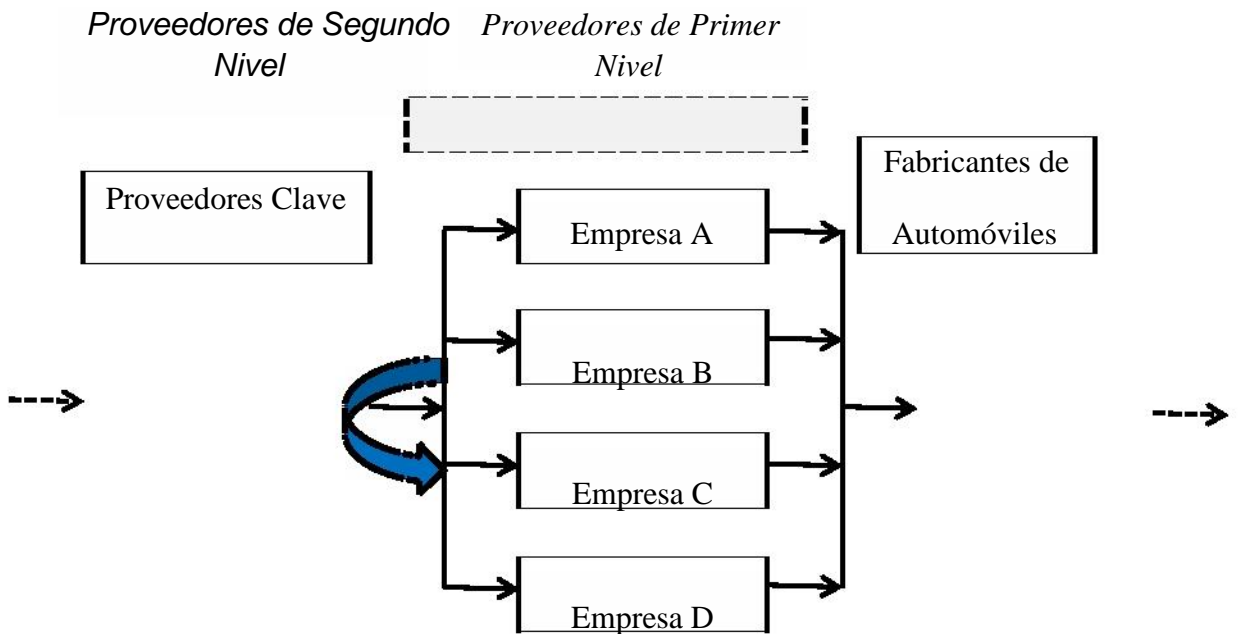 Proveedores de Segundo
Nivel
Proveedores de Primer
Nivel
Proveedores Clave
Fabricantes de
Automóviles
Empresa A
Empresa B
Empresa C
Empresa D